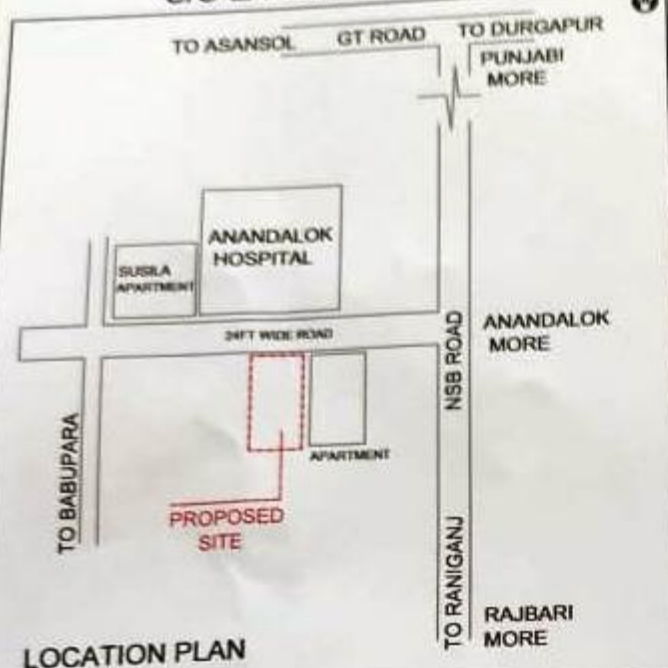 TO ASANSOL
GT ROAD
TO DURGAPUR
PUNJABI
MORE
ANANDALOK
HOSPITAL
SUSILA
APARTMENT
24FT WIDE ROAD
NSB ROAD
ANANDALOK
MORE
APARTMENT
TO BABUPARA
PROPOSED
SITE
TO RANIGANJ
RAJBARI
MORE
LOCATION PLAN